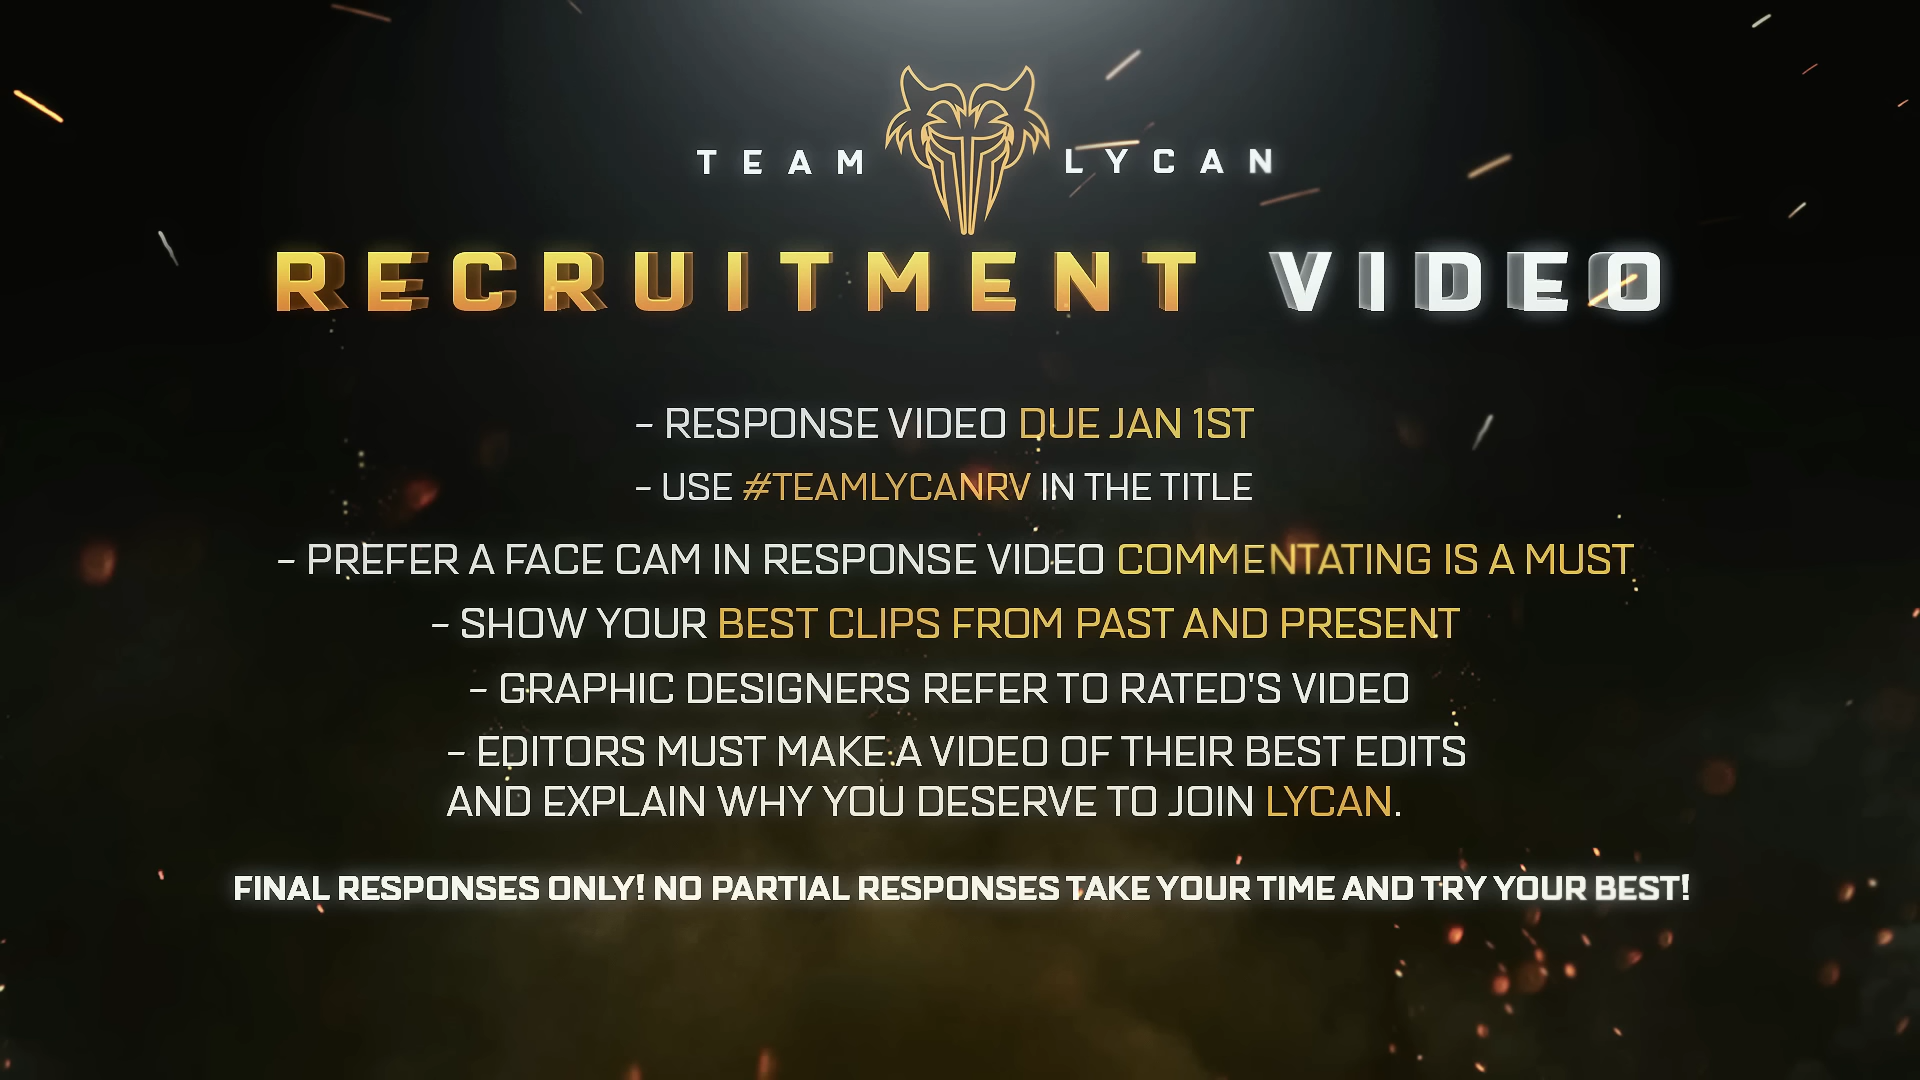 TEAM LYCAN
RECRUITMENT VIDEO
– RESPONSE VIDEO DUE JAN 1ST
– USE #TEAMLYCANRV IN THE TITLE
– PREFER A FACE CAM IN RESPONSE VIDEO COMMENTATING IS A MUST
– SHOW YOUR BEST CLIPS FROM PAST AND PRESENT
– GRAPHIC DESIGNERS REFER TO RATED'S VIDEO
– EDITORS MUST MAKE A VIDEO OF THEIR BEST EDITS
AND EXPLAIN WHY YOU DESERVE TO JOIN LYCAN.
FINAL RESPONSES ONLY! NO PARTIAL RESPONSES TAKE YOUR TIME AND TRY YOUR BEST!